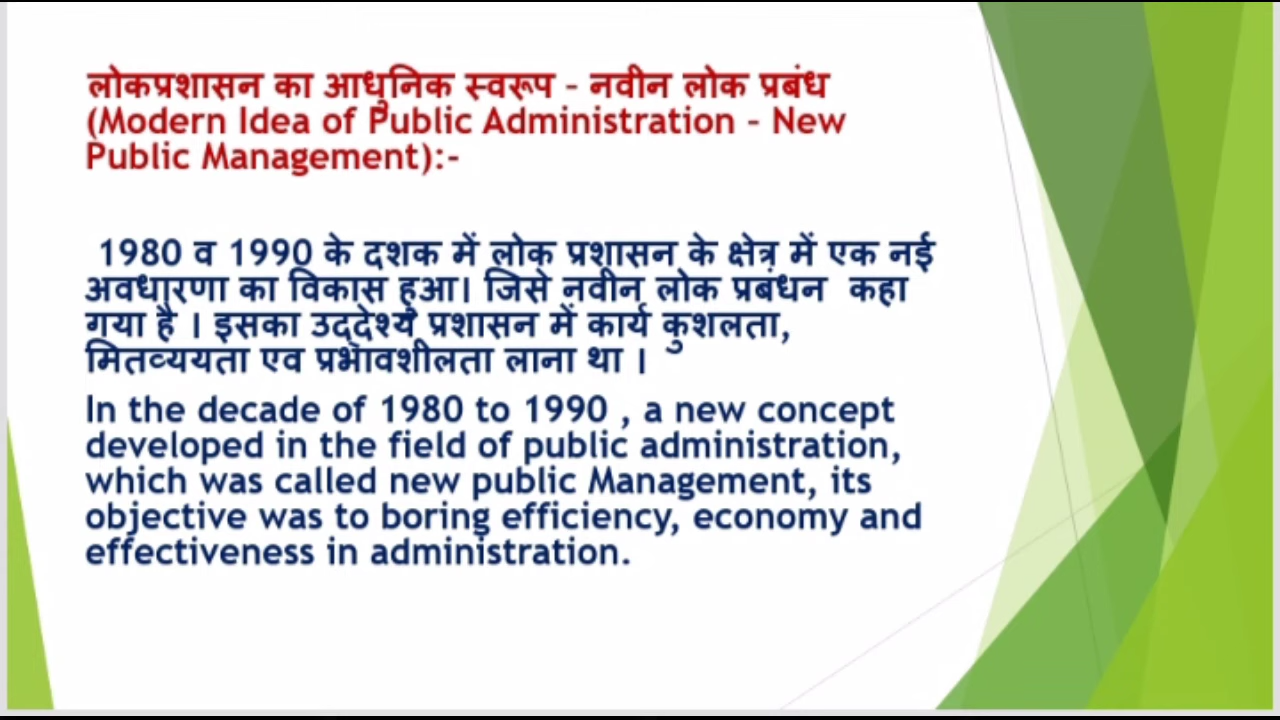 लोकप्रशासन का आधुनिक स्वरूप – नवीन लोक प्रबंध
(Modern Idea of Public Administration – New
Public Management):-
1980 व 1990 के दशक में लोक प्रशासन के क्षेत्र में एक नई
अवधारणा का विकास हुआ। जिसे नवीन लोक प्रबंधन कहा
गया है । इसका उद्देश्य प्रशासन में कार्य कुशलता,
मितव्ययता एव प्रभावशीलता लाना था ।
In the decade of 1980 to 1990 , a new concept
developed in the field of public administration,
which was called new public Management, its
objective was to boring efficiency, economy and
effectiveness in administration.